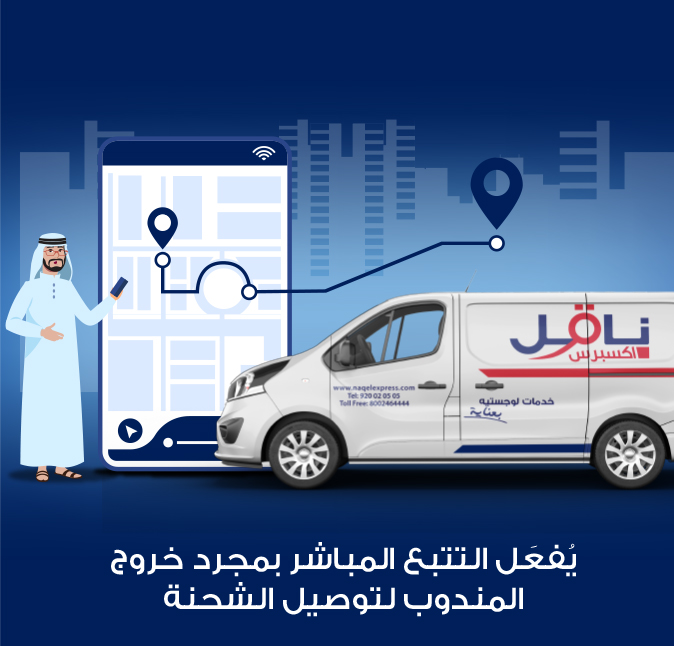 ناقل
اكسبرس
www.naqelexpress.com
Tel: 920 02 05 05
Toll Free: 8002464444
خدمات لوجستيه
بعناية
يُفعَل التتبع المباشر بمجرد خروج
المندوب لتوصيل الشحنة